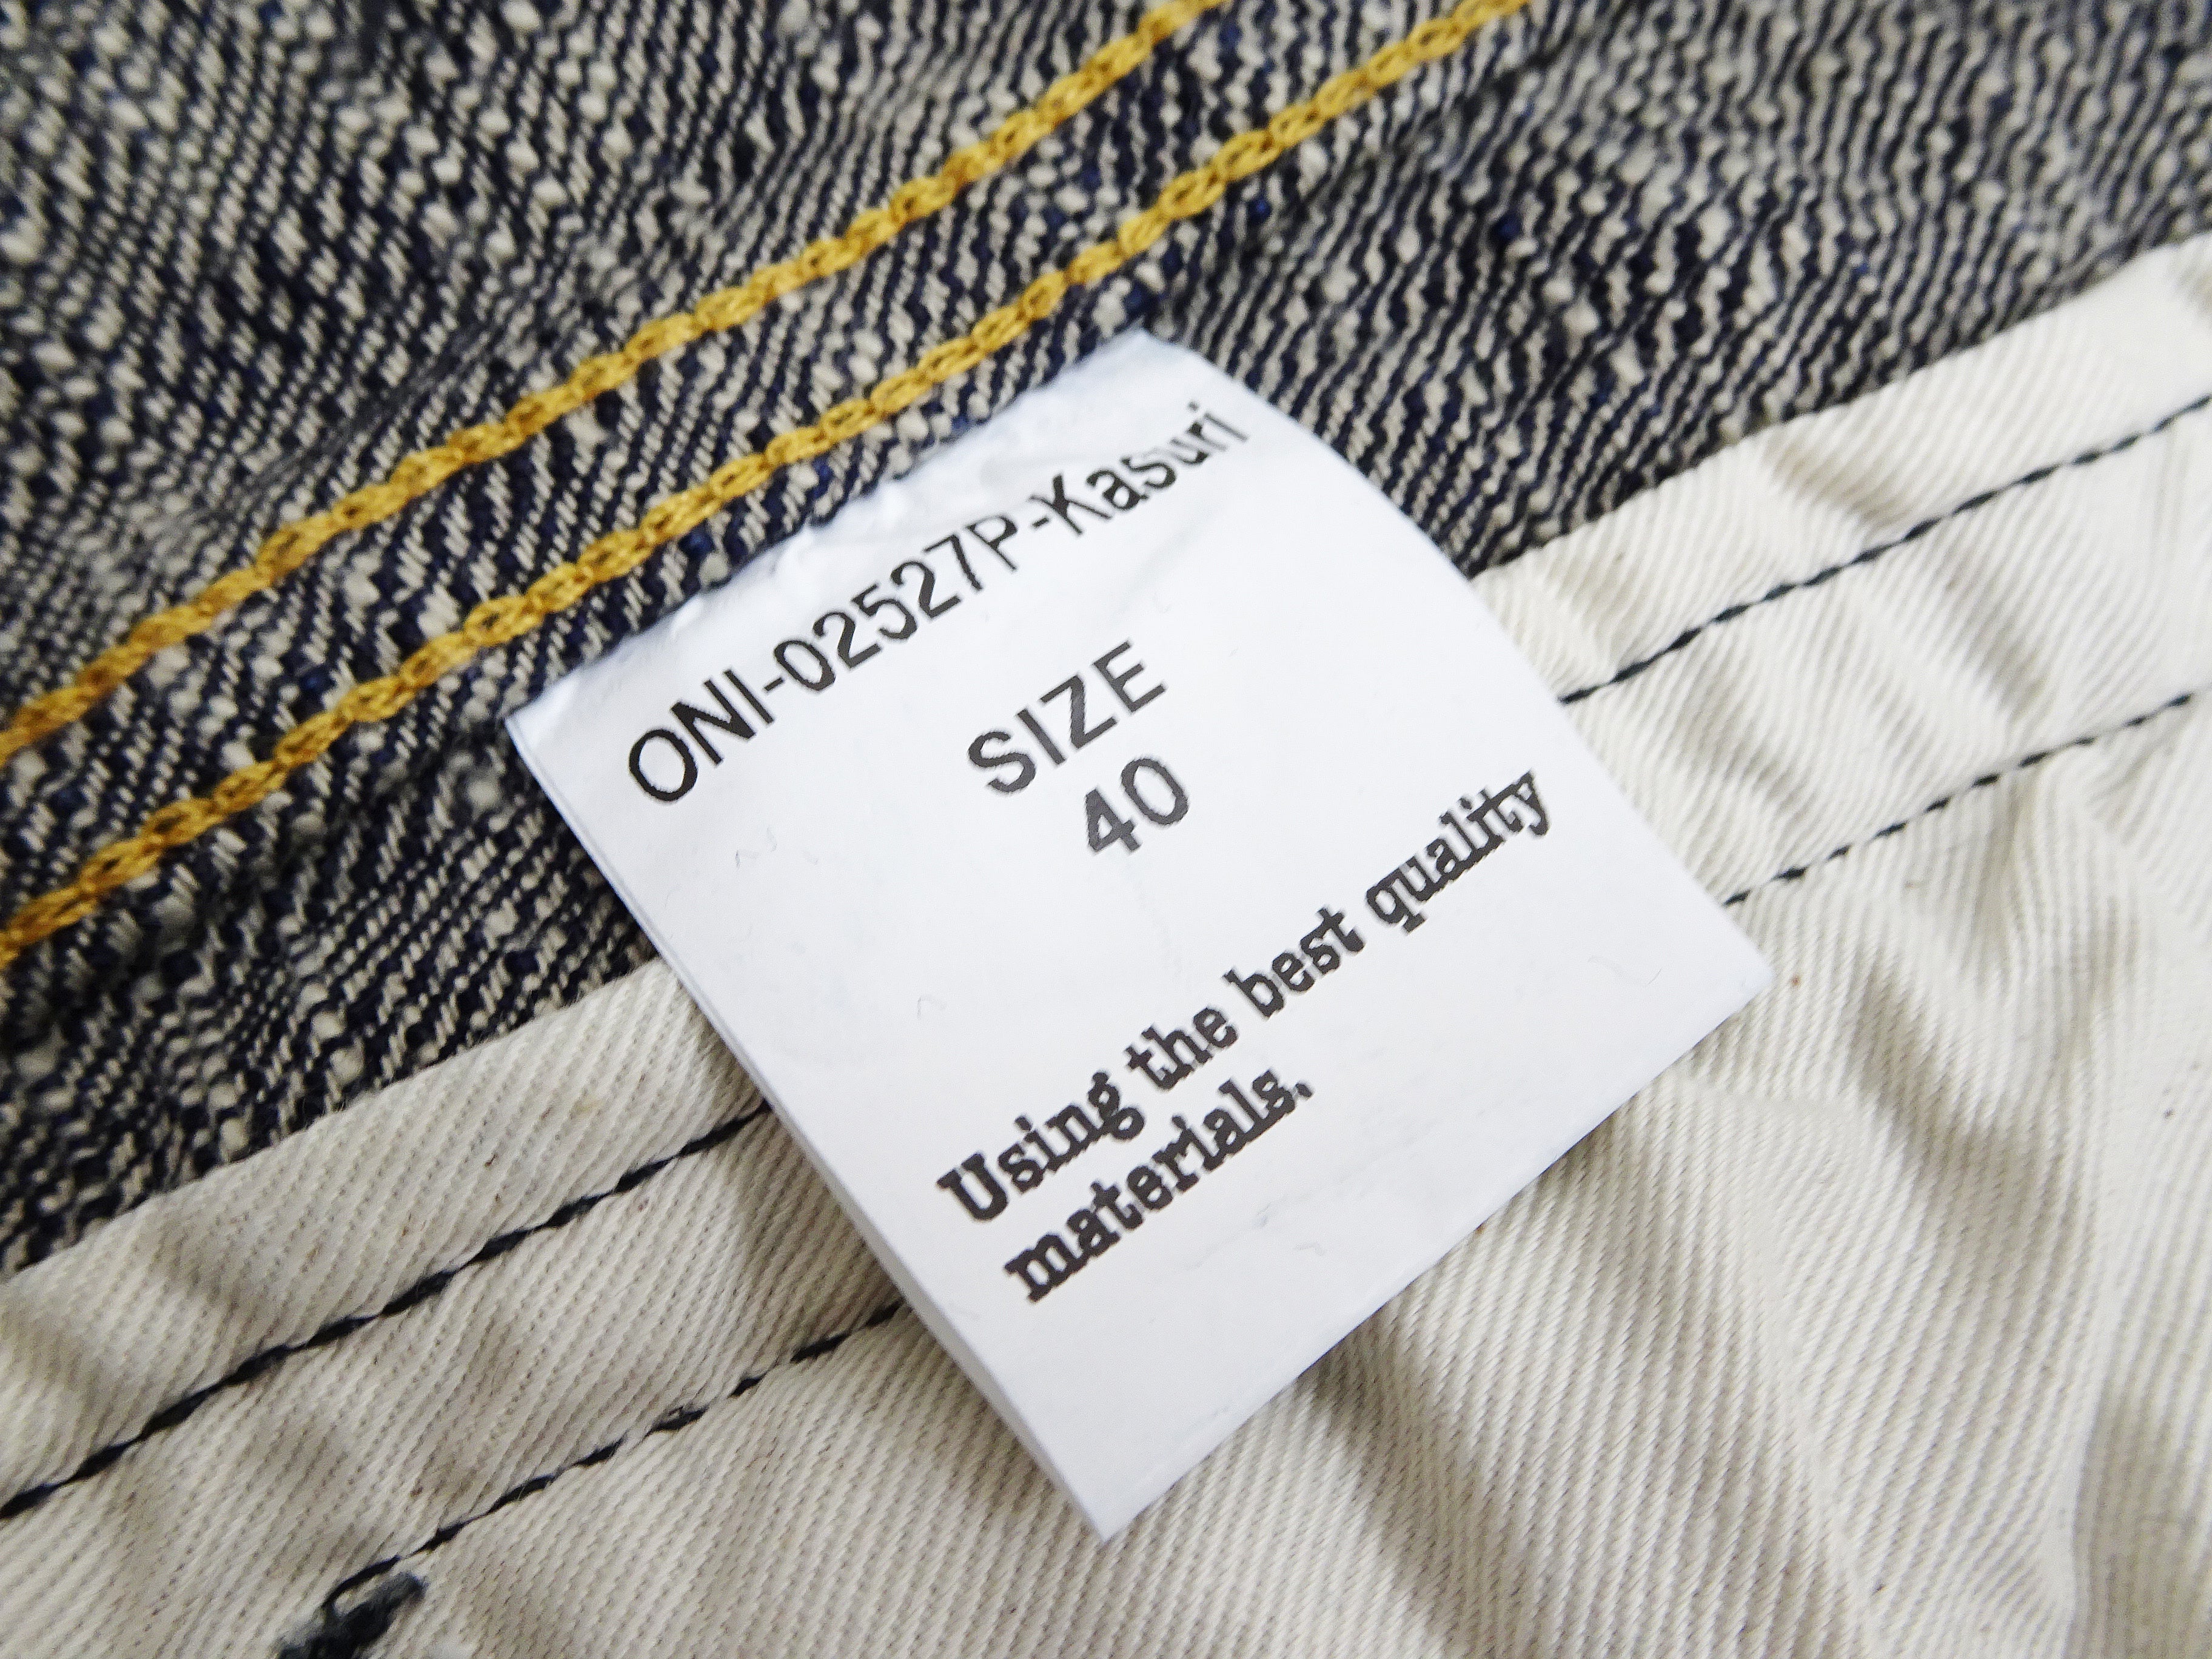 ONI-02527P-Kasuri
SIZE
40
Using the best quality
materials.